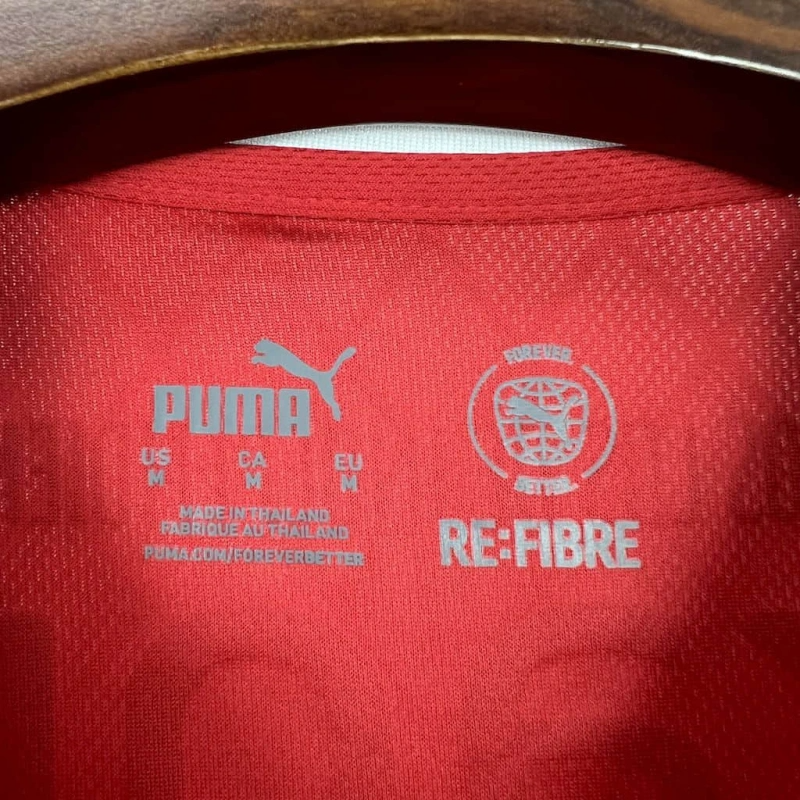 PUMA
US CA EU
M M M
MADE IN THAILAND
FABRIQUE AU THAILAND
PUMA.COM/FOREVERBETTER
FOREVER
BETTER.
RE:FIBRE